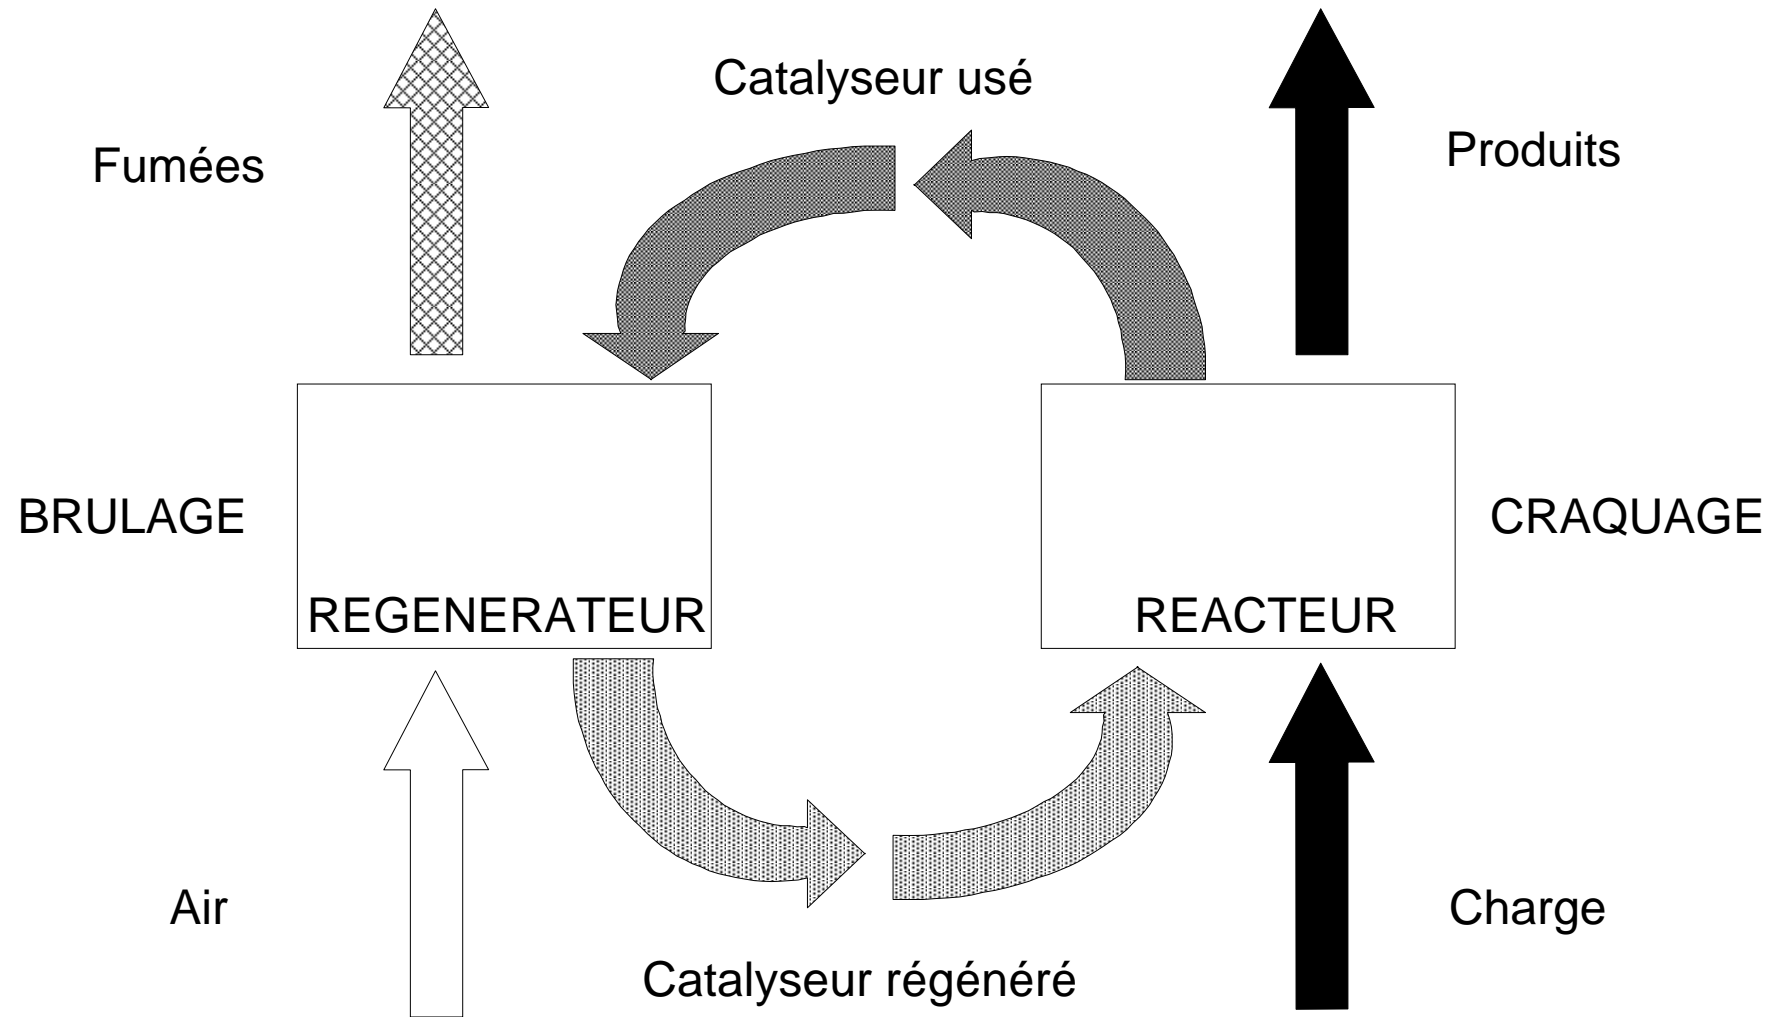 Catalyseur usé
Fumées
Produits
BRULAGE
CRAQUAGE
REGENERATEUR
REACTEUR
Air
Charge
Catalyseur régénéré